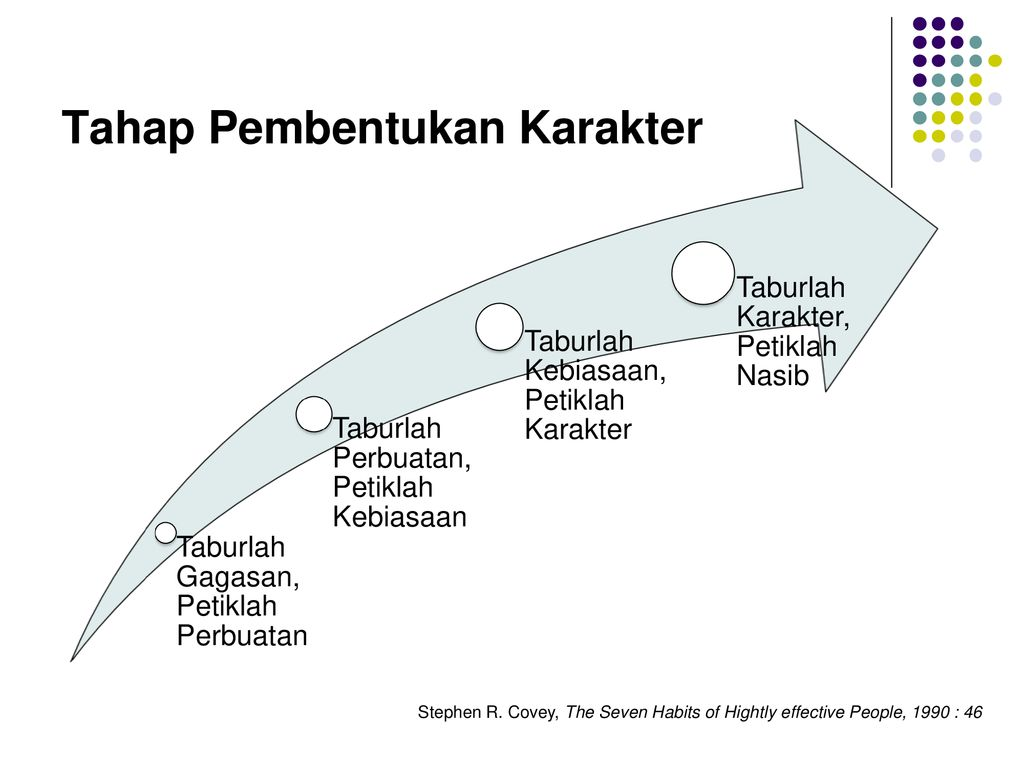 Tahap Pembentukan Karakter
Taburlah
Gagasan,
Petiklah
Perbuatan
Taburlah
Perbuatan,
Petiklah
Kebiasaan
Taburlah
Kebiasaan,
Petiklah
Karakter
Taburlah
Karakter,
Petiklah
Nasib
Stephen R. Covey, The Seven Habits of Hightly effective People, 1990 : 46